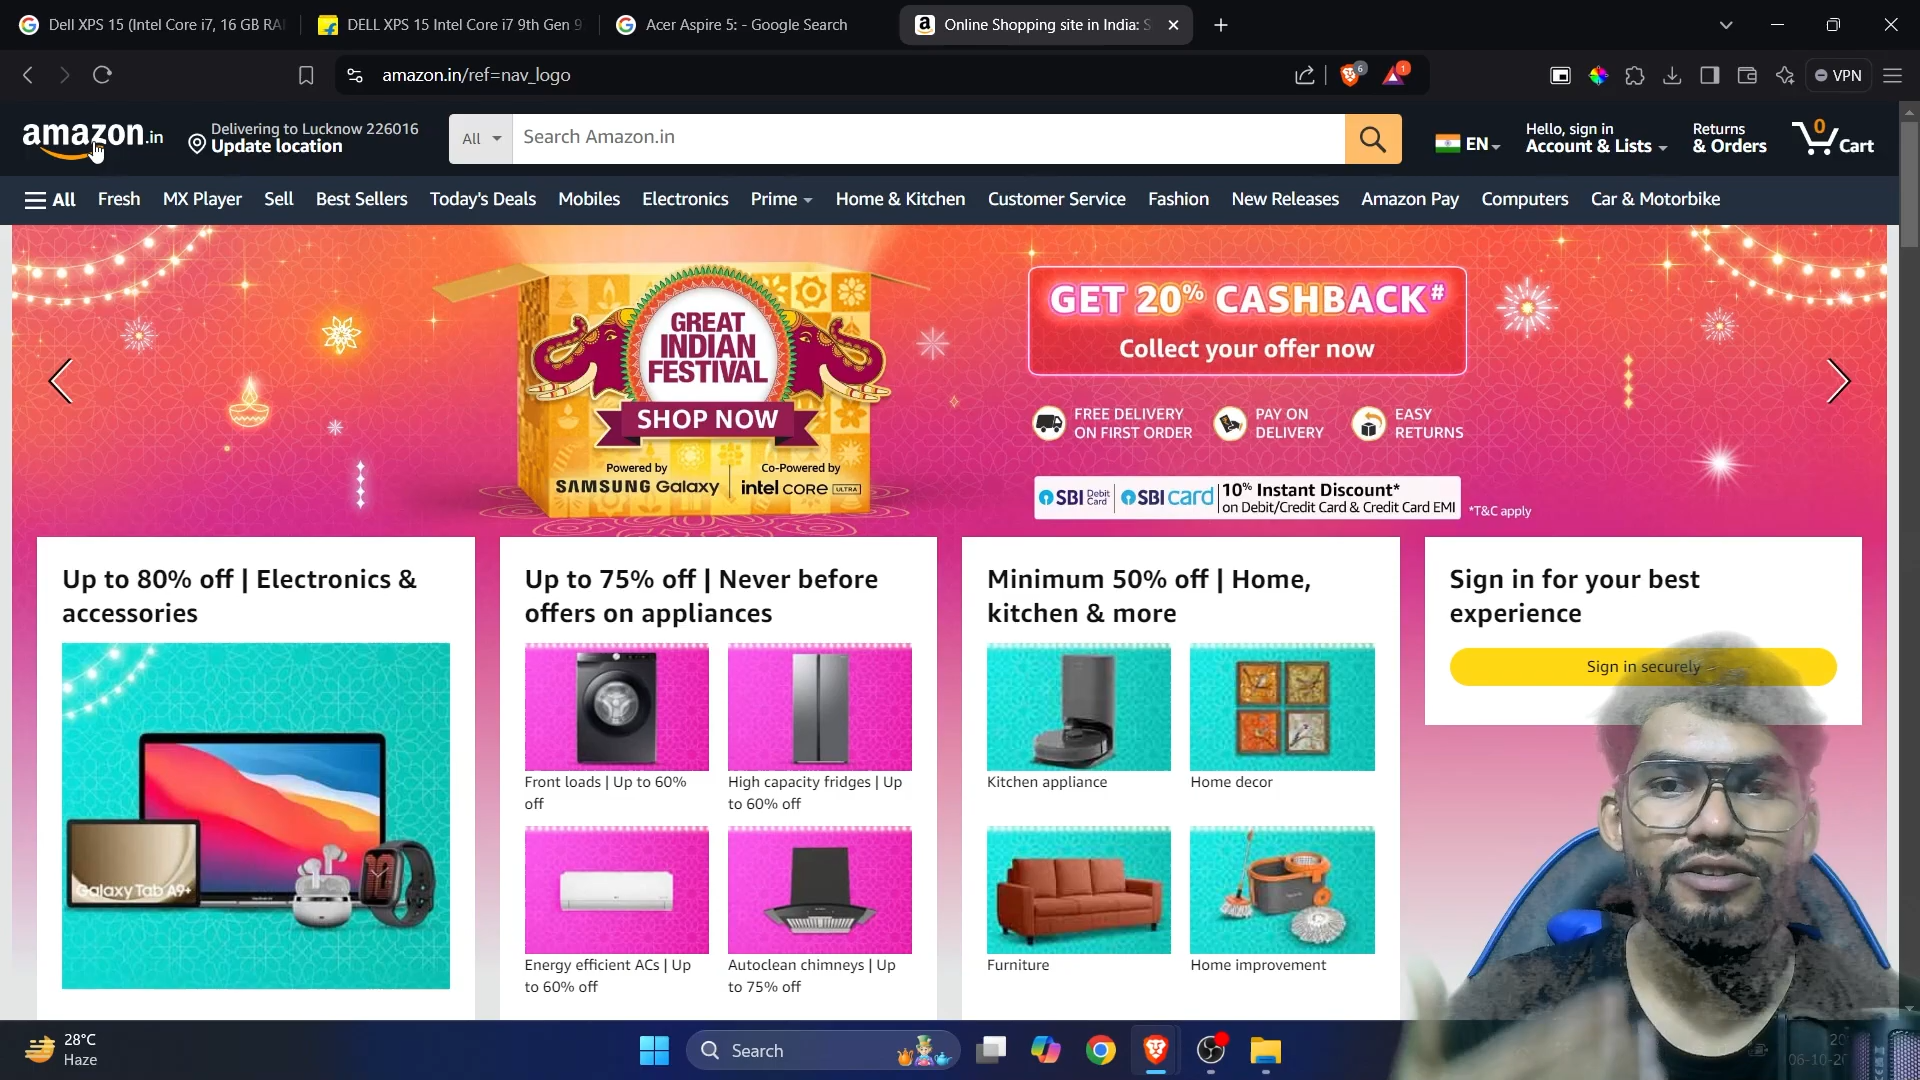 Dell XPS 15 (Intel Core i7, 16 GB RA
DELL XPS 15 Intel Core i7 9th Gen 9
Acer Aspire 5: - Google Search
Online Shopping site in India: S
amazon.in/ref=nav_logo
6
1
VPN
amazon.in
Delivering to Lucknow 226016
Update location
All
Search Amazon.in
EN
Hello, sign in
Account & Lists
Returns
& Orders
0
Cart
All
Fresh
MX Player
Sell
Best Sellers
Today's Deals
Mobiles
Electronics
Prime
Home & Kitchen
Customer Service
Fashion
New Releases
Amazon Pay
Computers
Car & Motorbike
GREAT
INDIAN
FESTIVAL
SHOP NOW
Powered by
SAMSUNG Galaxy
Co-Powered by
intel CORE ULTRA
GET 20% CASHBACK#
Collect your offer now
FREE DELIVERY
ON FIRST ORDER
PAY ON
DELIVERY
EASY
RETURNS
SBI Debit Card
SBI card
10% Instant Discount*
on Debit/Credit Card & Credit Card EMI
*T&C apply
Up to 80% off | Electronics &
accessories
Galaxy Tab A9+
Up to 75% off | Never before
offers on appliances
Front loads | Up to 60%
off
High capacity fridges | Up
to 60% off
Energy efficient ACs | Up
to 60% off
Autoclean chimneys | Up
to 75% off
Minimum 50% off | Home,
kitchen & more
Kitchen appliance
Home decor
Furniture
Home improvement
Sign in for your best
experience
Sign in securely
28°C
Haze
Search